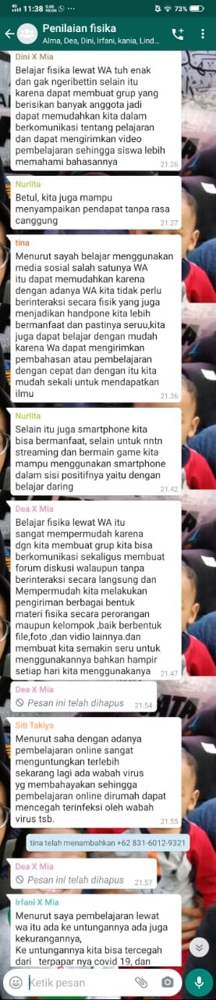 11:38
73%
Penilaian fisika
Alma, Dea, Dini, Irfani, kania, Lind...
Dini X Mia
Belajar fisika lewat WA tuh enak
dan gak ngeribettin selain itu
karena dapat membuat grup yang
berisikan banyak anggota jadi
dapat memudahkan kita dalam
berkomunikasi tentang pelajaran
dan dapat mengirimkan video
pembelajaran sehingga siswa lebih
memahami bahasannya
21.26
Nurlita
Betul, kita juga mampu
menyampaikan pendapat tanpa rasa
canggung
21.27
tina
Menurut sayah belajar menggunakan
media sosial salah satunya WA
itu dapat memudahkan karena
dengan adanya WA kita tidak perlu
berinteraksi secara fisik yang juga
menjadikan handpone kita lebih
bermanfaat dan pastinya seruu,kita
juga dapat belajar dengan mudah
karena Wa dapat mengirimkan
pembahasan atau pembelajaran
dengan cepat dan dengan itu kita
mudah sekali untuk mendapatkan
ilmu
21.36
Nurlita
Selain itu juga smartphone kita
bisa bermanfaat, selain untuk nntn
streaming dan bermain game kita
mampu menggunakan smartphone
dalam sisi positifnya yaitu dengan
belajar daring
21.42
Dea X Mia
Belajar fisika lewat WA itu
sangat mempermudah karena
dgn kita membuat grup kita bisa
berkomunikasi sekaligus membuat
forum diskusi walaupun tanpa
berinteraksi secara langsung dan
Mempermudah kita melakukan
pengiriman berbagai bentuk
materi fisika secara perorangan
maupun kelompok ,baik berbentuk
file,foto ,dan vidio lainnya.dan
membuat kita semakin seru untuk
menggunakannya bahkan hampir
setiap hari kita menggunakanya
21.47
Dea X Mia
Pesan ini telah dihapus
21.54
Siti Takiya
Menurut saha dengan adanya
pembelajaran online sangat
menguntungkan terlebih
sekarang lagi ada wabah virus
yg membahayakan sehingga
pembelajaran online dirumah dapat
mencegah terinfeksi oleh wabah
virus tsb.
21.55
tina telah menambahkan +62 831-6012-9321
Dea X Mia
Pesan ini telah dihapus
21.57
Irfani X Mia
Menurut saya pembelajaran lewat
wa itu ada ke untungannya ada juga
kekurangannya,
Ke untungannya kita bisa tercegah
dari terpapar nya covid 19, dan
Ketik pesan